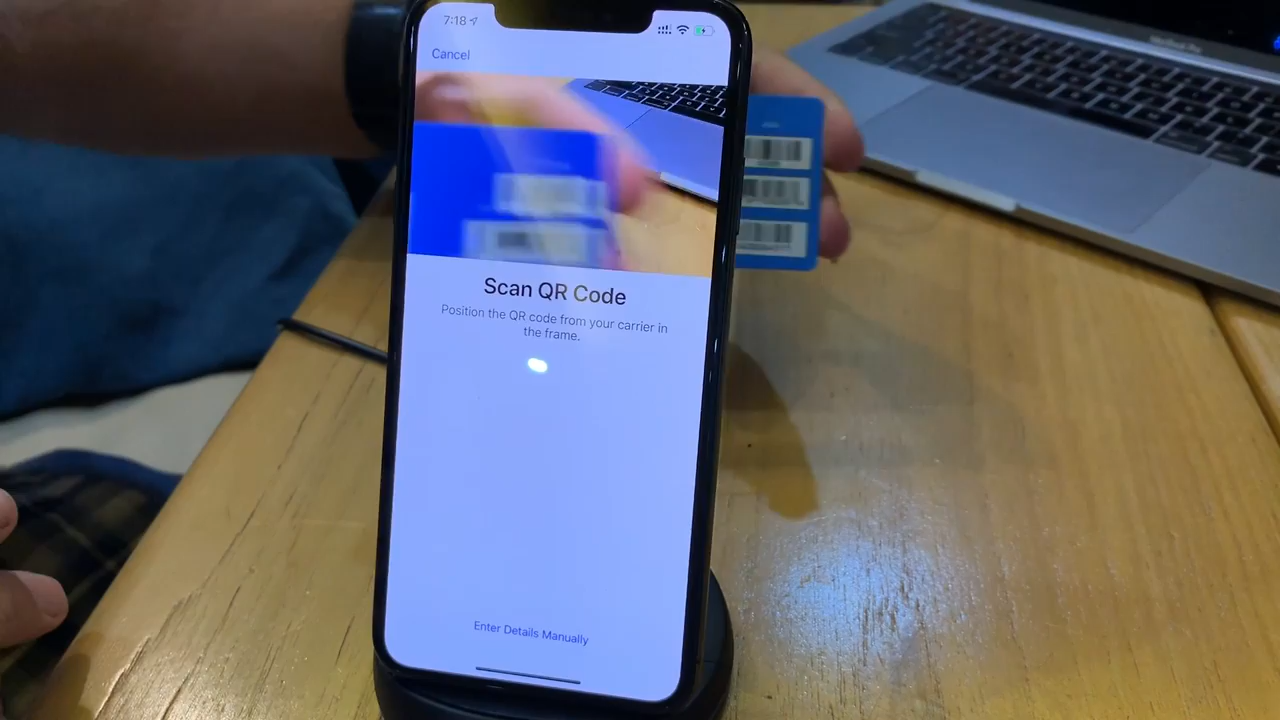 7:18
Cancel
Scan QR Code
Position the QR code from your carrier in
the frame.
Enter Details Manually